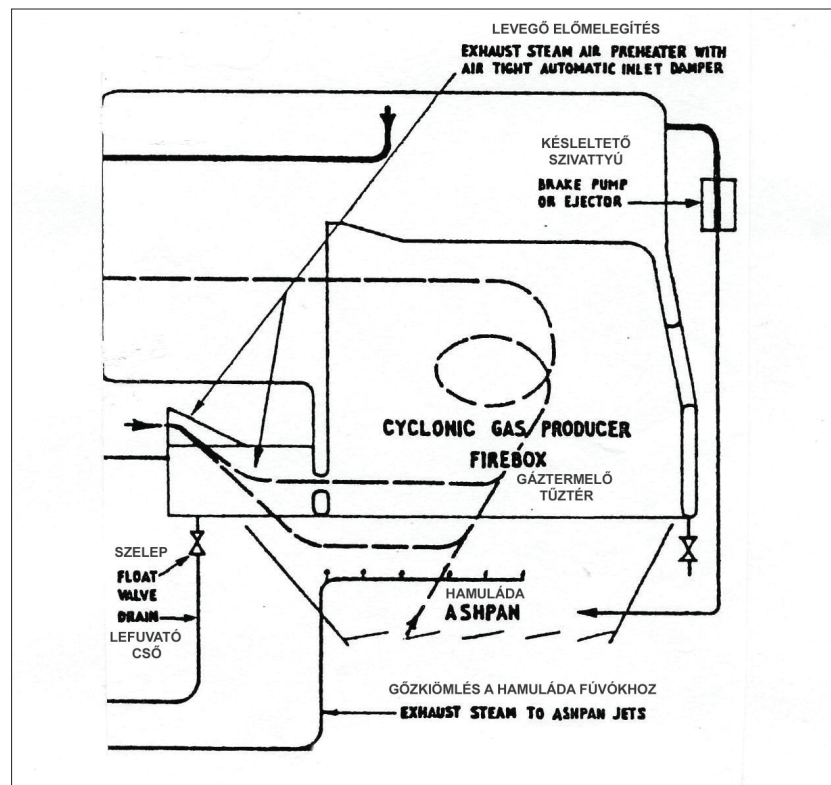 LEVEGŐ ELŐMELEGÍTÉS
EXHAUST STEAM AIR PREHEATER WITH
AIR TIGHT AUTOMATIC INLET DAMPER
KÉSLELTETŐ
SZIVATTYÚ
BRAKE PUMP
OR EJECTOR
CYCLONIC GAS PRODUCER
FIREBOX
GÁZTERMELŐ
TŰZTÉR
SZELEP
FLOAT
VALVE
DRAIN
LEFUVATÓ
CSŐ
HAMULÁDA
ASHPAN
GŐZKIÖMLÉS A HAMULÁDA FÚVÓKHOZ
EXHAUST STEAM TO ASHPAN JETS